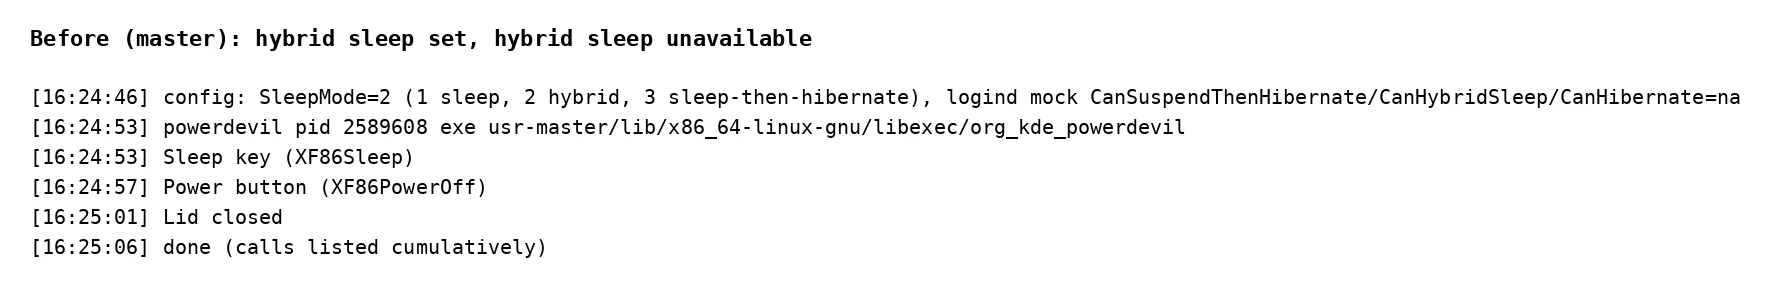 Before (master): hybrid sleep set, hybrid sleep unavailable
[16:24:46] config: SleepMode=2 (1 sleep, 2 hybrid, 3 sleep-then-hibernate), logind mock CanSuspendThenHibernate/CanHybridSleep/CanHibernate=na
[16:24:53] powerdevil pid 2589608 exe usr-master/lib/x86_64-linux-gnu/libexec/org_kde_powerdevil
[16:24:53] Sleep key (XF86Sleep)
[16:24:57] Power button (XF86PowerOff)
[16:25:01] Lid closed
[16:25:06] done (calls listed cumulatively)